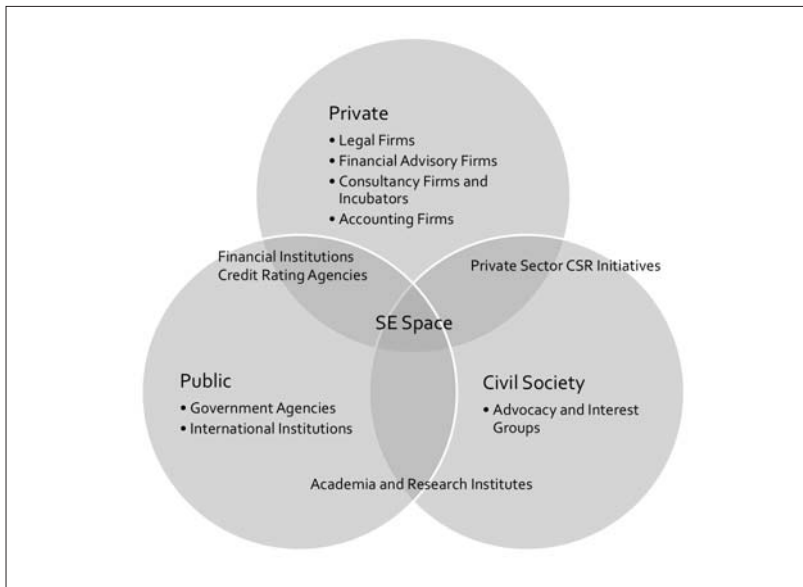 Private
• Legal Firms
• Financial Advisory Firms
• Consultancy Firms and
Incubators
• Accounting Firms
Financial Institutions
Credit Rating Agencies
Private Sector CSR Initiatives
SE Space
Public
• Government Agencies
• International Institutions
Civil Society
• Advocacy and Interest
Groups
Academia and Research Institutes